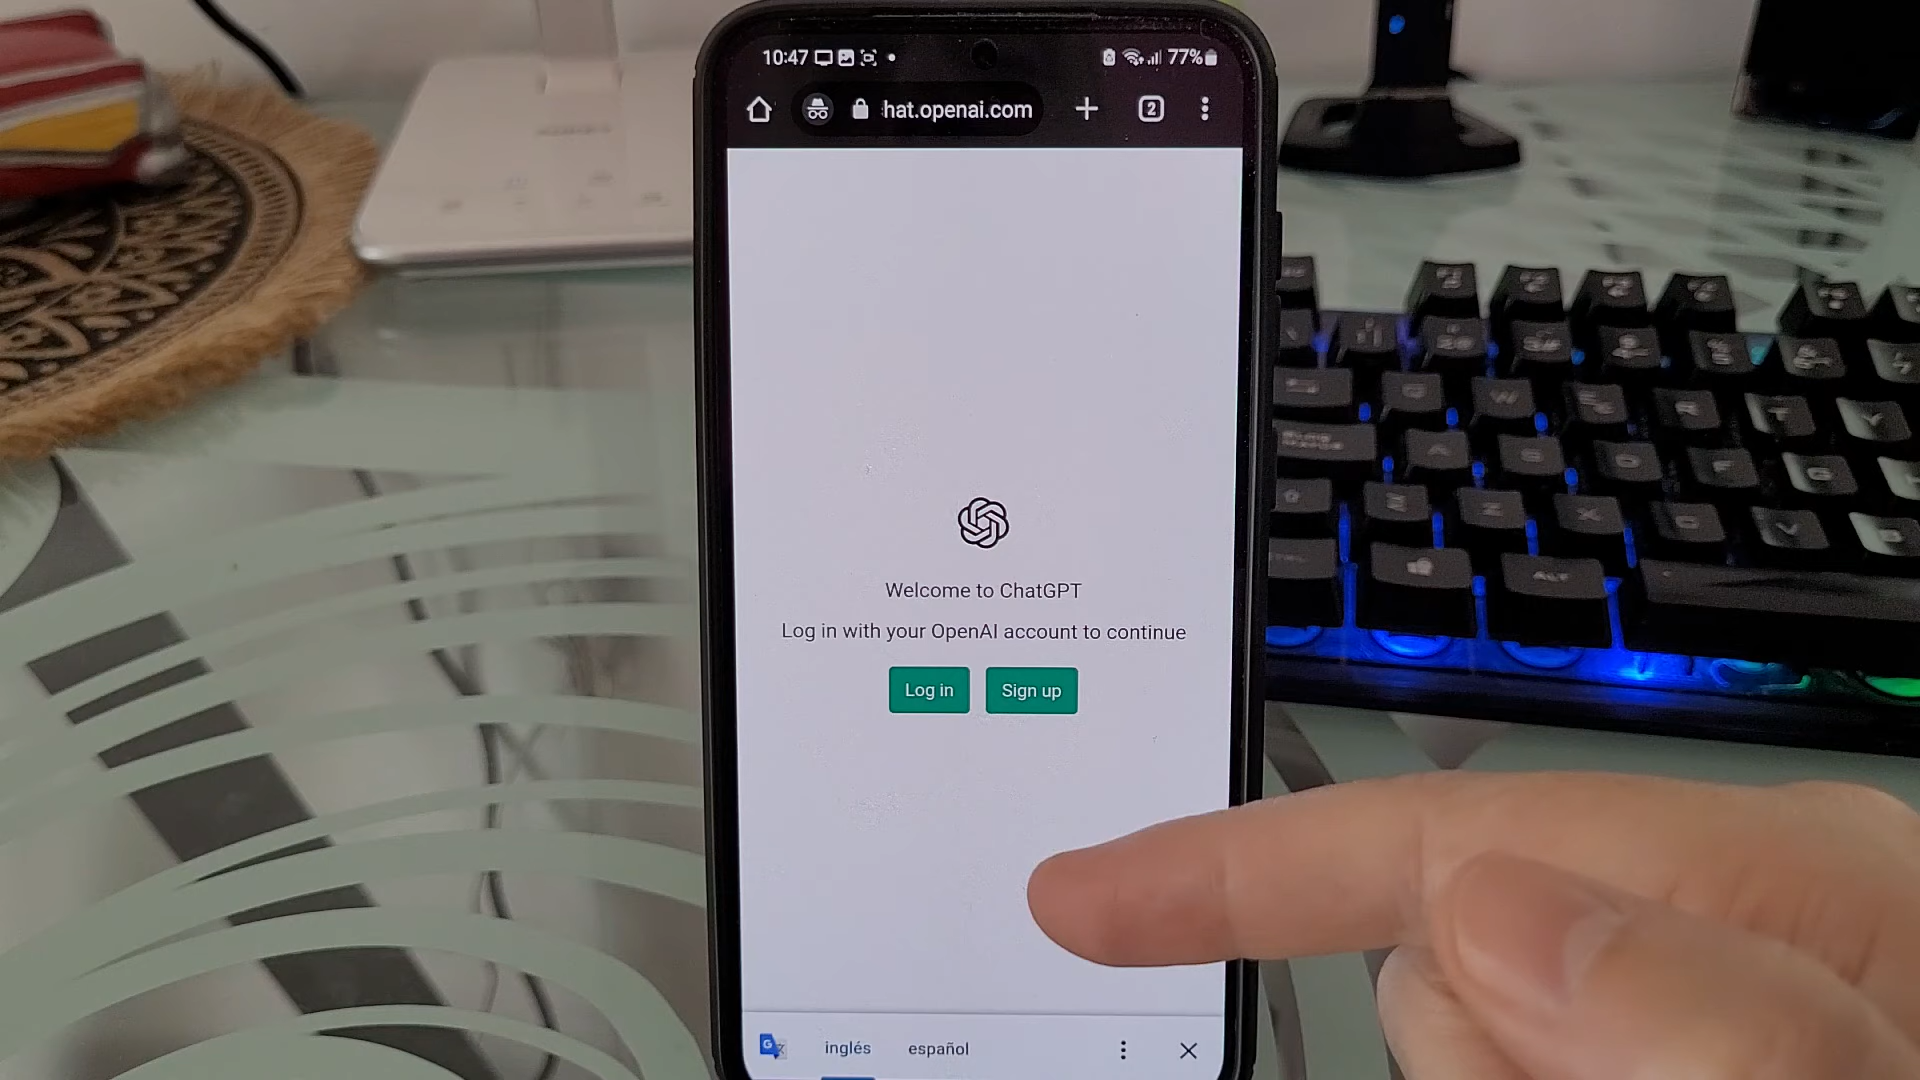 10:47
77%
hat.openai.com
2
Welcome to ChatGPT
Log in with your OpenAI account to continue
Log in
Sign up
inglés
español
W
R
T
Y
A
F
Z
X
V
ALT